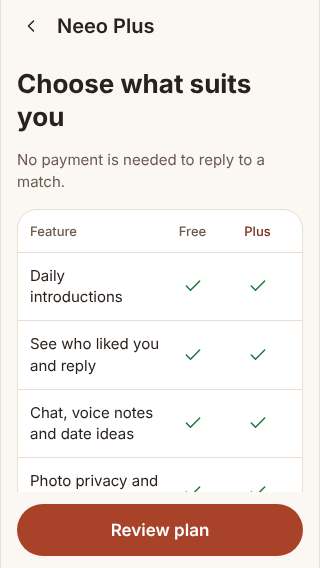 Neeo Plus
Choose what suits
you
No payment is needed to reply to a
match.
Feature Free Plus
Daily
introductions
See who liked you
and reply
Chat, voice notes
and date ideas
Photo privacy and
Review plan